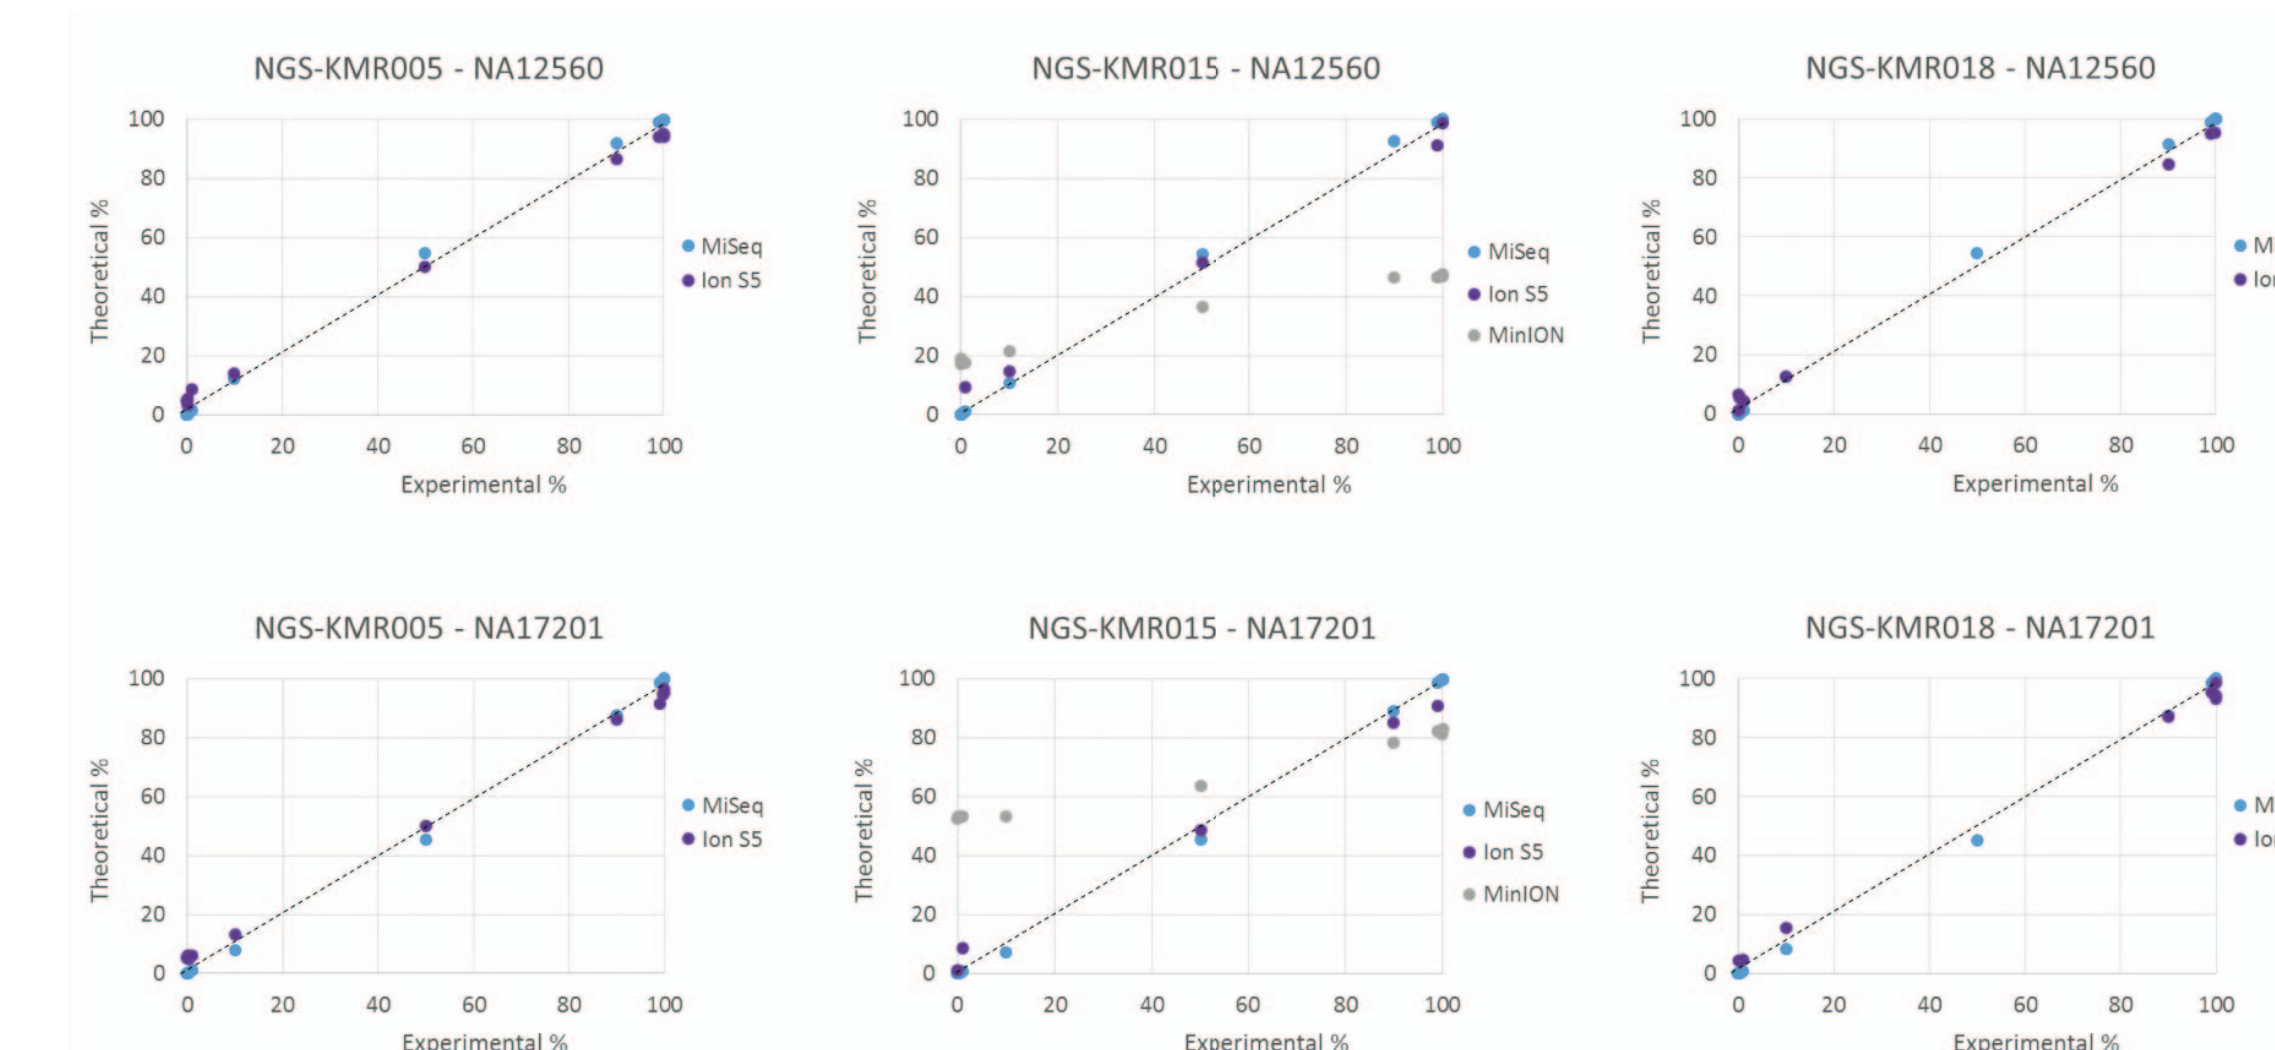 NGS-KMR005 - NA12560
100
80
60
40
20
0
0 20 40 60 80 100
Theoretical %
Experimental %
MiSeq
Ion S5
NGS-KMR015 - NA12560
100
80
60
40
20
0
0 20 40 60 80 100
Theoretical %
Experimental %
MiSeq
Ion S5
MinION
NGS-KMR018 - NA12560
100
80
60
40
20
0
0 20 40 60 80 100
Theoretical %
Experimental %
NGS-KMR005 - NA17201
100
80
60
40
20
0
0 20 40 60 80 100
Theoretical %
Experimental %
MiSeq
Ion S5
NGS-KMR015 - NA17201
100
80
60
40
20
0
0 20 40 60 80 100
Theoretical %
Experimental %
MiSeq
Ion S5
MinION
NGS-KMR018 - NA17201
100
80
60
40
20
0
0 20 40 60 80 100
Theoretical %
Experimental %